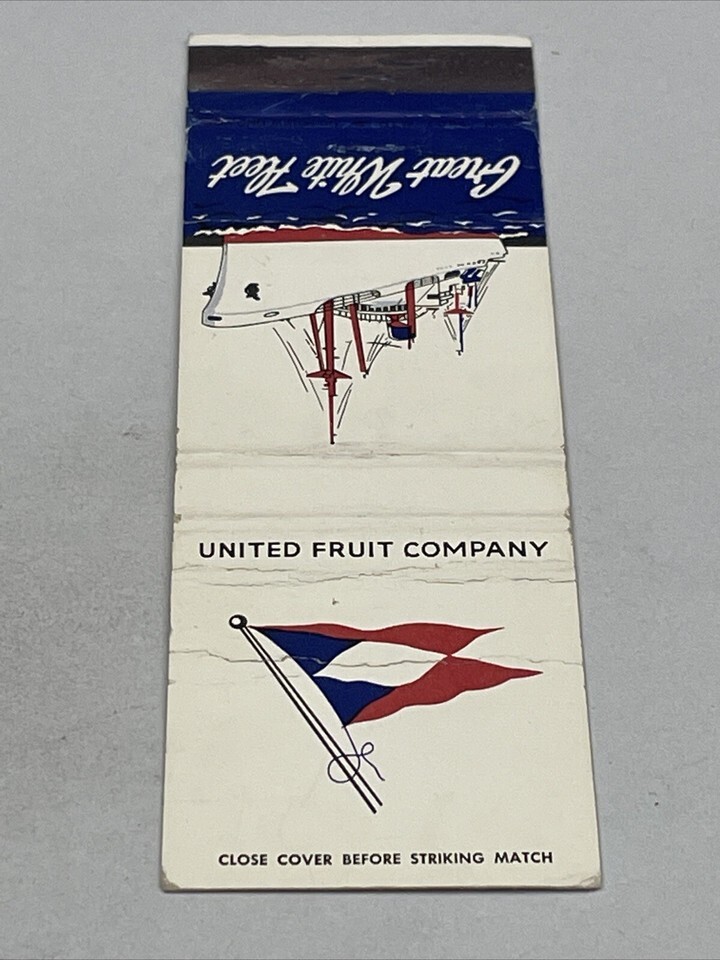 Great White Fleet
UNITED FRUIT COMPANY
CLOSE COVER BEFORE STRIKING MATCH